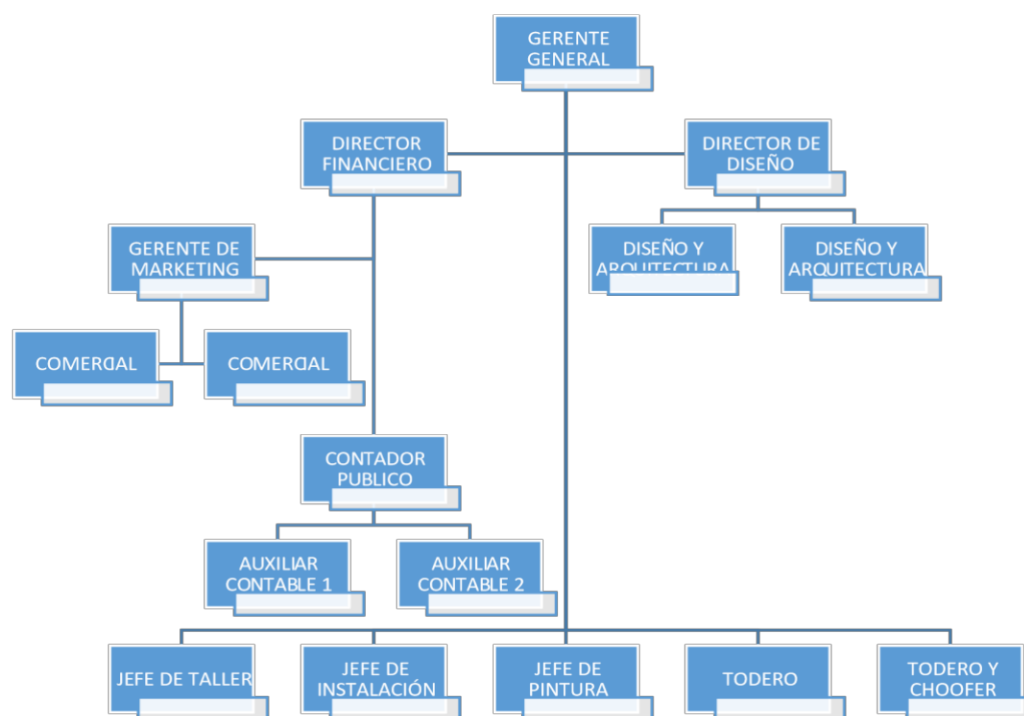 GERENTE
GENERAL
DIRECTOR
FINANCIERO
DIRECTOR DE
DISEÑO
GERENTE DE
MARKETING
DISEÑO Y
ARQUITECTURA
DISEÑO Y
ARQUITECTURA
COMERCIAL
COMERCIAL
CONTADOR
PUBLICO
AUXILIAR
CONTABLE 1
AUXILIAR
CONTABLE 2
JEFE DE TALLER
JEFE DE
INSTALACIÓN
JEFE DE
PINTURA
TODERO
TODERO Y
CHOOFER